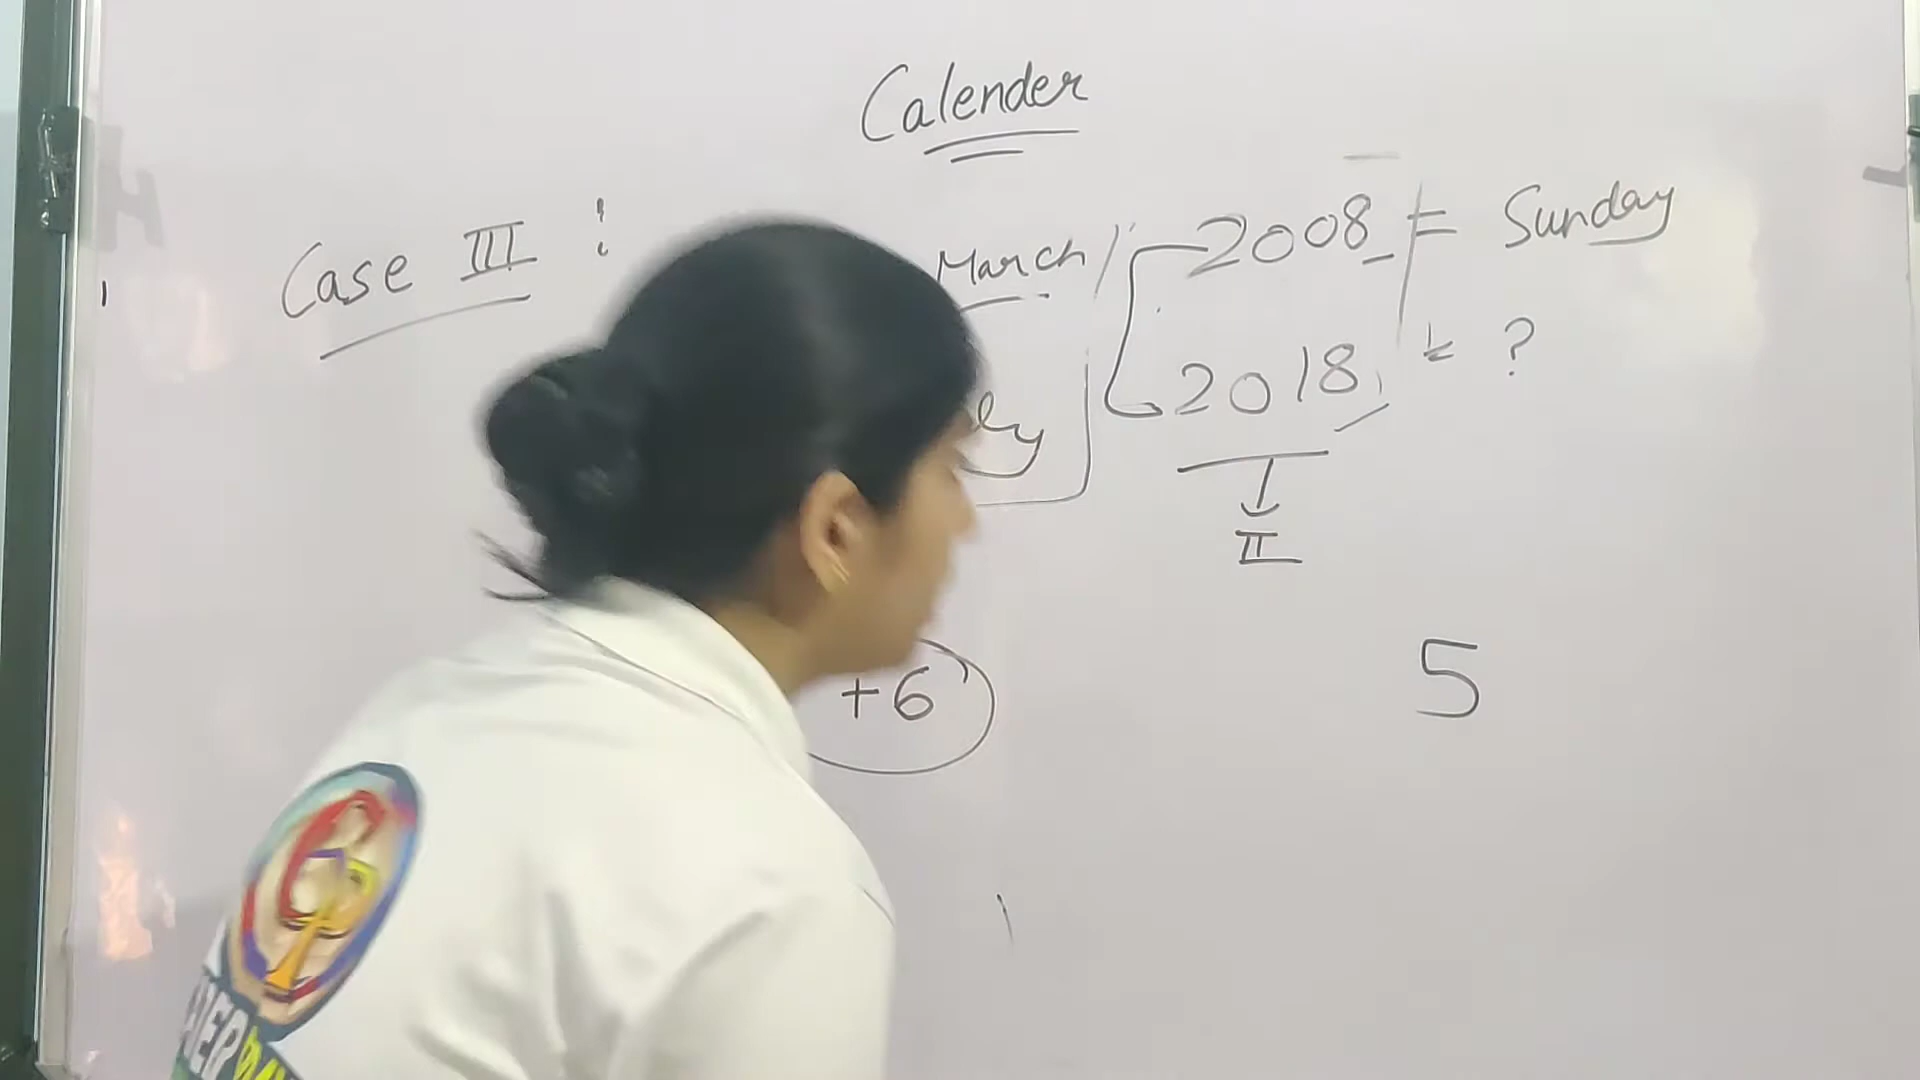 Calender
Case III :
March / 2008 = Sunday
2018 = ?
II
+6
5